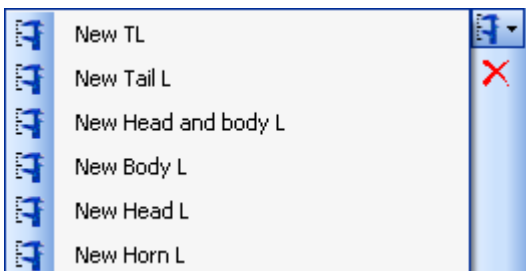 New TL
New Tail L
New Head and body L
New Body L
New Head L
New Horn L